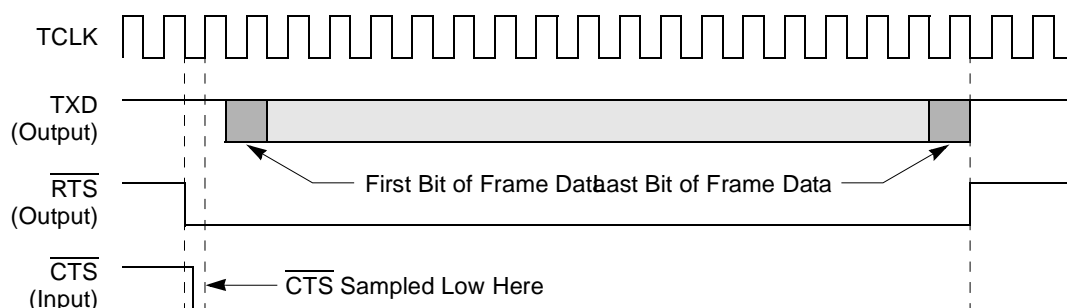 TCLK
TXD
(Output)
First Bit of Frame Data
Last Bit of Frame Data
RTS
(Output)
CTS
(Input)
CTS Sampled Low Here